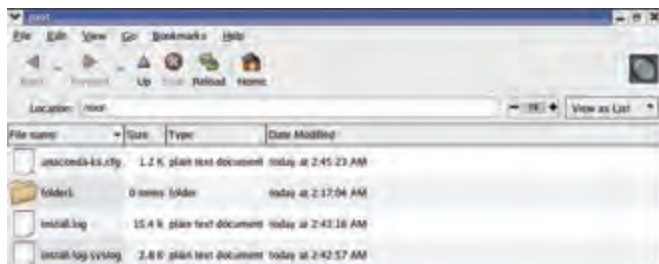 root
File Edit View Go Bookmarks Help
Back Forward Up Stop Reload Home
Location: /root View as List
File name Size Type Date Modified
anaconda-ks.cfg 1.2 K plain text document today at 2:45:23 AM
folder1 0 items folder today at 2:17:04 AM
install.log 15.4 K plain text document today at 2:43:16 AM
install.log.syslog 2.8 K plain text document today at 2:42:57 AM